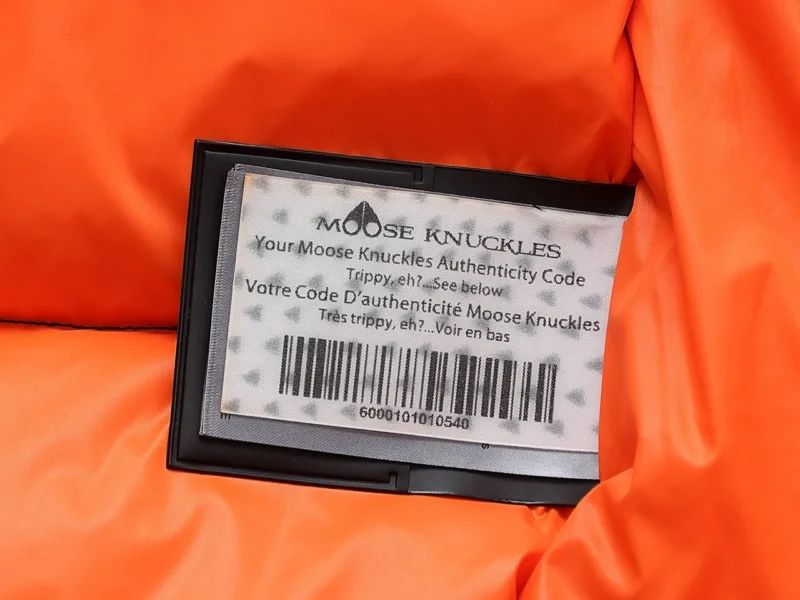 MOOSE KNUCKLES
Your Moose Knuckles Authenticity Code
Trippy, eh?...See below
Votre Code D'authenticité Moose Knuckles
Très trippy, eh?...Voir en bas
6000101010540